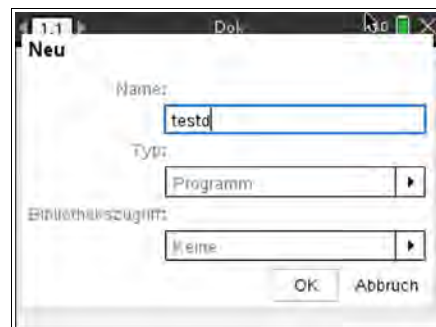 1.1 Dok
Neu
Name:
testd
Typ:
Programm
Bibliothekszugriff:
Keine
OK Abbruch